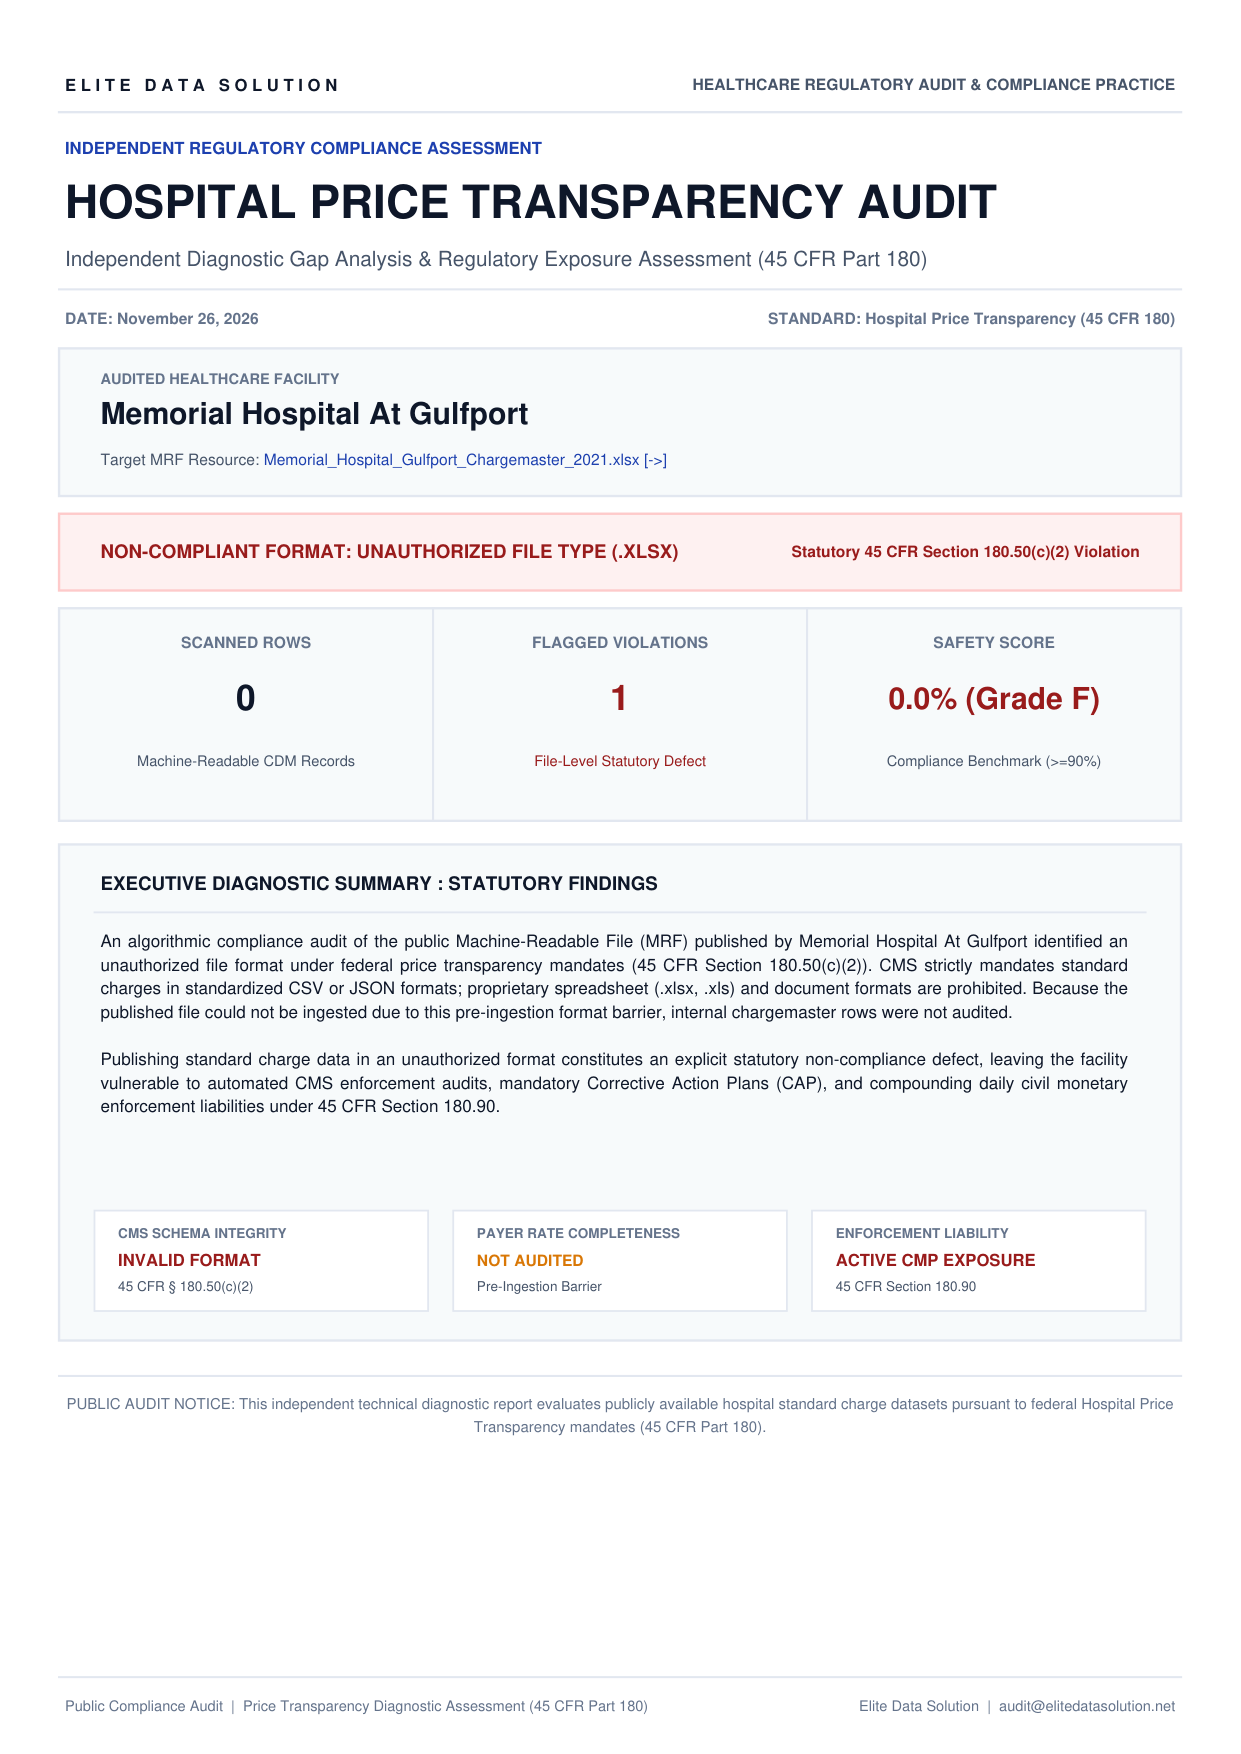 ELITE DATA SOLUTION
HEALTHCARE REGULATORY AUDIT & COMPLIANCE PRACTICE
INDEPENDENT REGULATORY COMPLIANCE ASSESSMENT
HOSPITAL PRICE TRANSPARENCY AUDIT
Independent Diagnostic Gap Analysis & Regulatory Exposure Assessment (45 CFR Part 180)
DATE: November 26, 2026
STANDARD: Hospital Price Transparency (45 CFR 180)
AUDITED HEALTHCARE FACILITY
Memorial Hospital At Gulfport
Target MRF Resource: Memorial_Hospital_Gulfport_Chargemaster_2021.xlsx [->]
NON-COMPLIANT FORMAT: UNAUTHORIZED FILE TYPE (.XLSX)
Statutory 45 CFR Section 180.50(c)(2) Violation
SCANNED ROWS
0
Machine-Readable CDM Records
FLAGGED VIOLATIONS
1
File-Level Statutory Defect
SAFETY SCORE
0.0% (Grade F)
Compliance Benchmark (>=90%)
EXECUTIVE DIAGNOSTIC SUMMARY : STATUTORY FINDINGS
An algorithmic compliance audit of the public Machine-Readable File (MRF) published by Memorial Hospital At Gulfport identified an
unauthorized file format under federal price transparency mandates (45 CFR Section 180.50(c)(2)). CMS strictly mandates standard
charges in standardized CSV or JSON formats; proprietary spreadsheet (.xlsx, .xls) and document formats are prohibited. Because the
published file could not be ingested due to this pre-ingestion format barrier, internal chargemaster rows were not audited.
Publishing standard charge data in an unauthorized format constitutes an explicit statutory non-compliance defect, leaving the facility
vulnerable to automated CMS enforcement audits, mandatory Corrective Action Plans (CAP), and compounding daily civil monetary
enforcement liabilities under 45 CFR Section 180.90.
CMS SCHEMA INTEGRITY
INVALID FORMAT
45 CFR § 180.50(c)(2)
PAYER RATE COMPLETENESS
NOT AUDITED
Pre-Ingestion Barrier
ENFORCEMENT LIABILITY
ACTIVE CMP EXPOSURE
45 CFR Section 180.90
PUBLIC AUDIT NOTICE: This independent technical diagnostic report evaluates publicly available hospital standard charge datasets pursuant to federal Hospital Price
Transparency mandates (45 CFR Part 180).
Public Compliance Audit | Price Transparency Diagnostic Assessment (45 CFR Part 180)
Elite Data Solution | audit@elitedatasolution.net